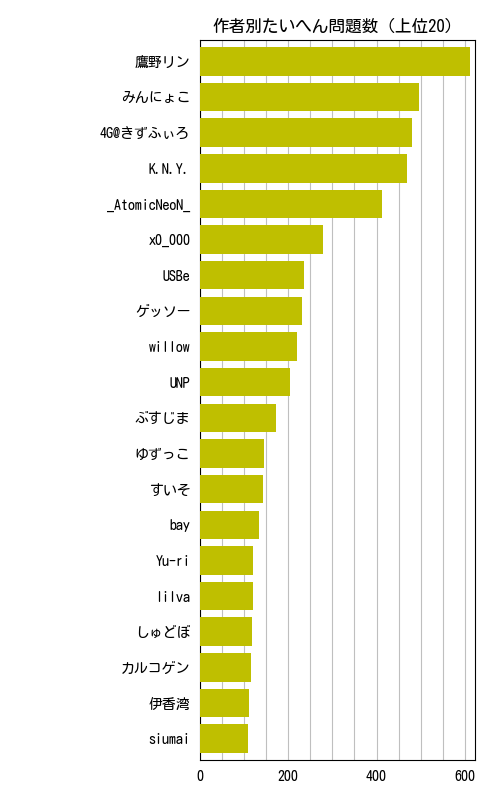 作者別たいへん問題数（上位20）
鷹野リン
みんにょこ
4G@きずふぃろ
K.N.Y.
_AtomicNeoN_
x0_000
USBe
ゲッソー
willow
UNP
ぷすじま
ゆずっこ
すいそ
bay
Yu-ri
lilva
しゅどぼ
カルコゲン
伊香湾
siumai
0 200 400 600